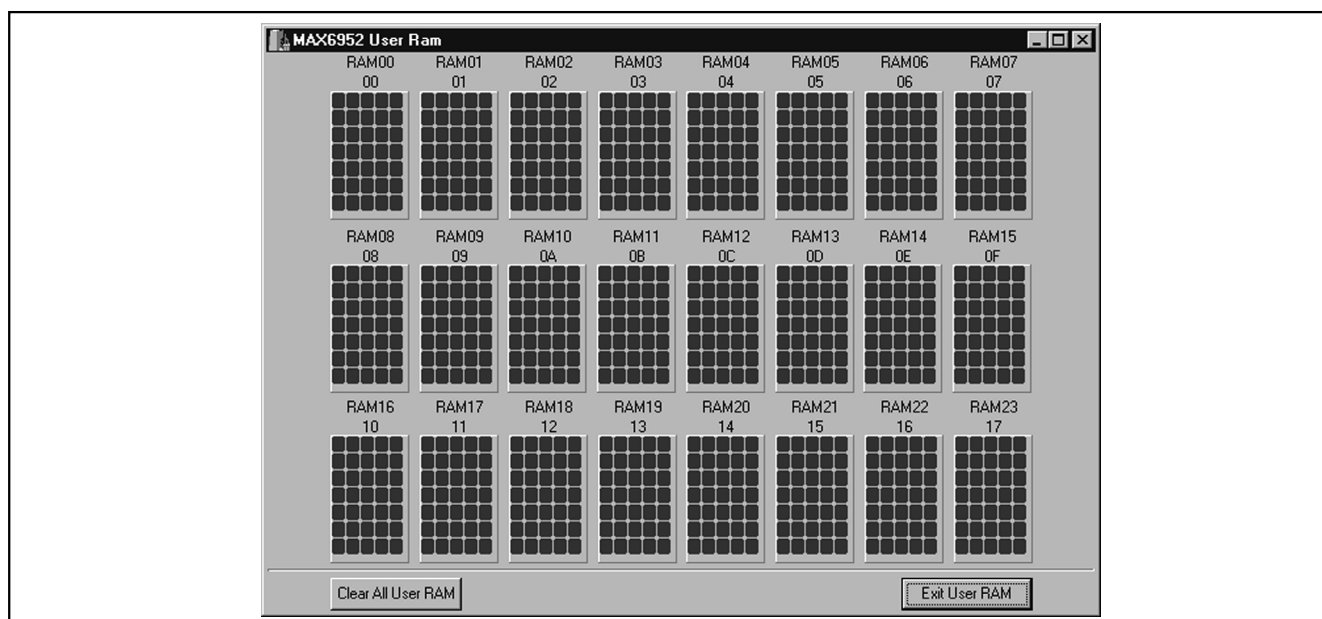 MAX6952 User Ram
RAM00 RAM01 RAM02 RAM03 RAM04 RAM05 RAM06 RAM07
00 01 02 03 04 05 06 07
RAM08 RAM09 RAM10 RAM11 RAM12 RAM13 RAM14 RAM15
08 09 0A 0B 0C 0D 0E 0F
RAM16 RAM17 RAM18 RAM19 RAM20 RAM21 RAM22 RAM23
10 11 12 13 14 15 16 17
Clear All User RAM Exit User RAM